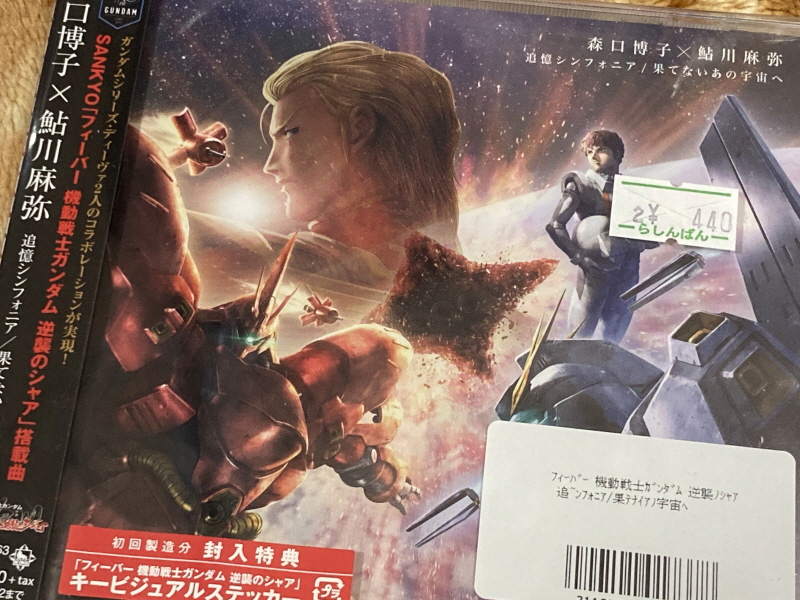 GUNDAM
口博子×鮎川麻弥
追憶シンフォニア/果てない
ガンダムシリーズ・ディーヴァ2人のコラボレーションが実現!
SANKYO「フィーバー 機動戦士ガンダム 逆襲のシャア」搭載曲
森口博子×鮎川麻弥
追憶シンフォニア/果てないあの宇宙へ
2¥ 440
らしんばん
フィーバー 機動戦士ガンダム 逆襲ノシャア
追憶シンフォニア/果テナイアノ宇宙へ
初回製造分 封入特典
「フィーバー 機動戦士ガンダム 逆襲のシャア」
キービジュアルステッカー
+tax
2まで